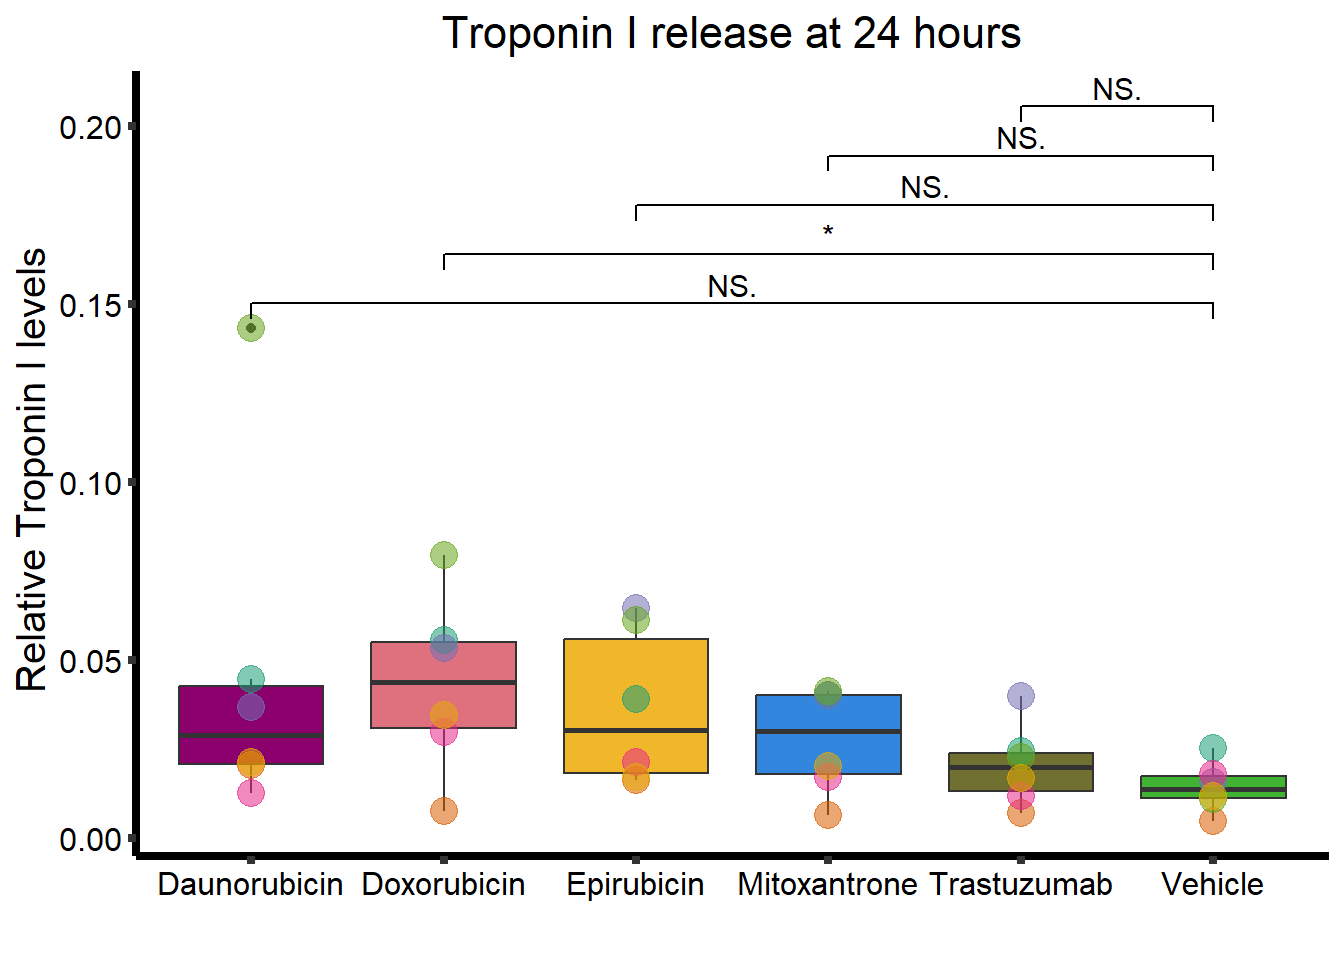 Troponin I release at 24 hours
NS.
NS.
NS.
*
NS.
Relative Troponin I levels
0.20
0.15
0.10
0.05
0.00
Daunorubicin Doxorubicin Epirubicin Mitoxantrone Trastuzumab Vehicle